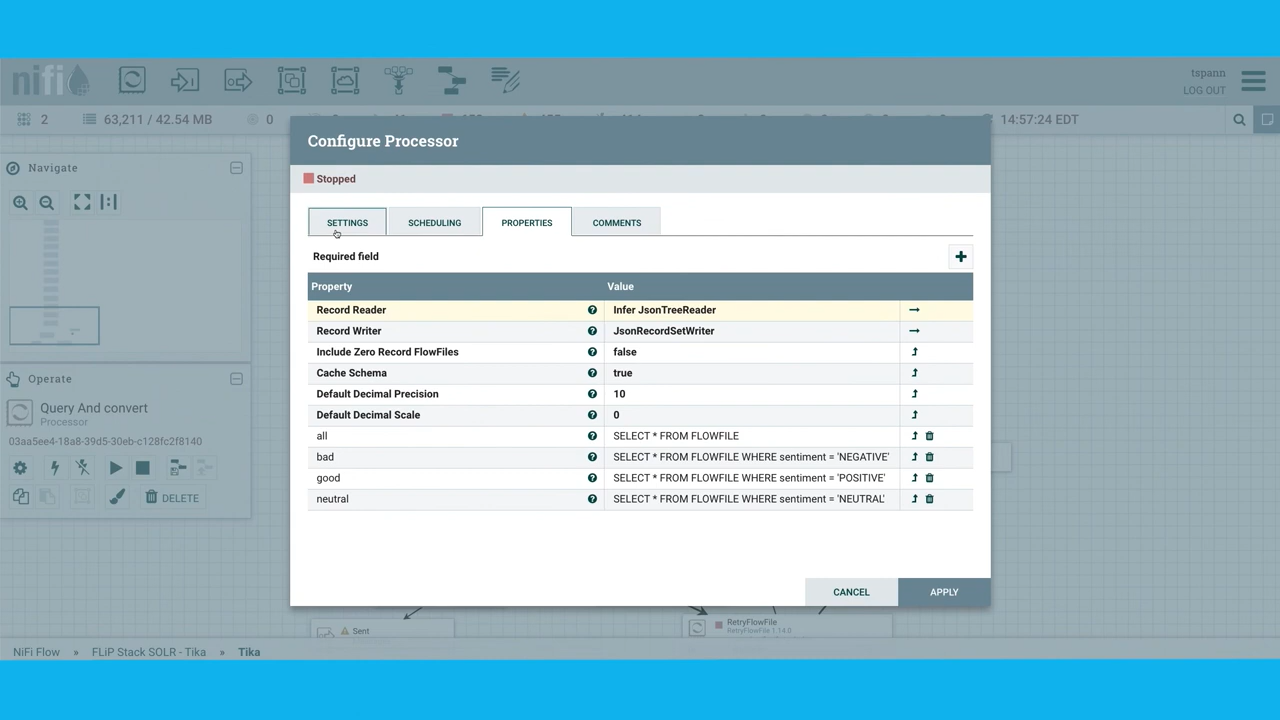 nifi
tspann
LOG OUT
2 63,211 / 42.54 MB 0 14:57:24 EDT
Configure Processor
Stopped
Navigate
SETTINGS SCHEDULING PROPERTIES COMMENTS
Required field
Property Value
Record Reader Infer JsonTreeReader
Record Writer JsonRecordSetWriter
Include Zero Record FlowFiles false
Cache Schema true
Default Decimal Precision 10
Default Decimal Scale 0
all SELECT * FROM FLOWFILE
bad SELECT * FROM FLOWFILE WHERE sentiment = 'NEGATIVE'
good SELECT * FROM FLOWFILE WHERE sentiment = 'POSITIVE'
neutral SELECT * FROM FLOWFILE WHERE sentiment = 'NEUTRAL'
Operate
Query And convert
Processor
03aa5ee4-18a8-39d5-30eb-c128fc2f8140
DELETE
CANCEL APPLY
Sent
RetryFlowFile
RetryFlowFile 1.14.0
NiFi Flow » FLiP Stack SOLR - Tika » Tika